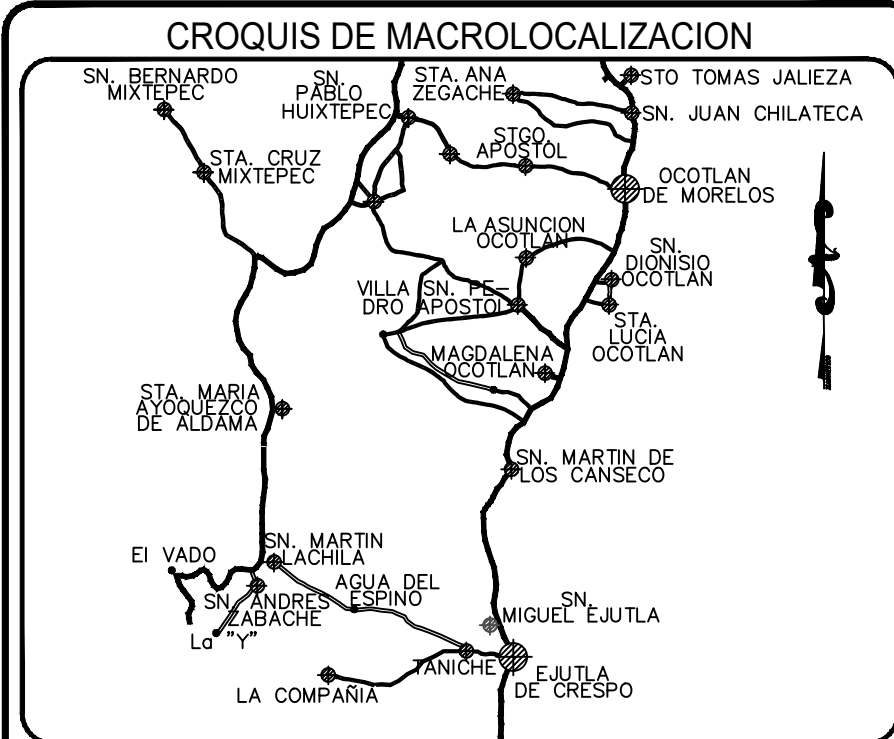 CROQUIS DE MACROLOCALIZACION
SN. BERNARDO
MIXTEPEC
SN.
PABLO
HUIXTEPEC
STA. ANA
ZEGACHE
STO TOMAS JALIEZA
SN. JUAN CHILATECA
STA. CRUZ
MIXTEPEC
STGO.
APOSTOL
OCOTLAN
DE MORELOS
LA ASUNCION
OCOTLAN
SN.
DIONISIO
OCOTLAN
VILLA SN. PE-
DRO APOSTOL
STA.
LUCIA
OCOTLAN
MAGDALENA
OCOTLAN
STA. MARIA
AYOQUEZCO
DE ALDAMA
SN. MARTIN DE
LOS CANSECO
El VADO
SN. MARTIN
LACHILA
AGUA DEL
ESPINO
SN. ANDRES
ZABACHE
La "Y"
SN.
MIGUEL EJUTLA
TANICHE
EJUTLA
DE CRESPO
LA COMPAÑIA